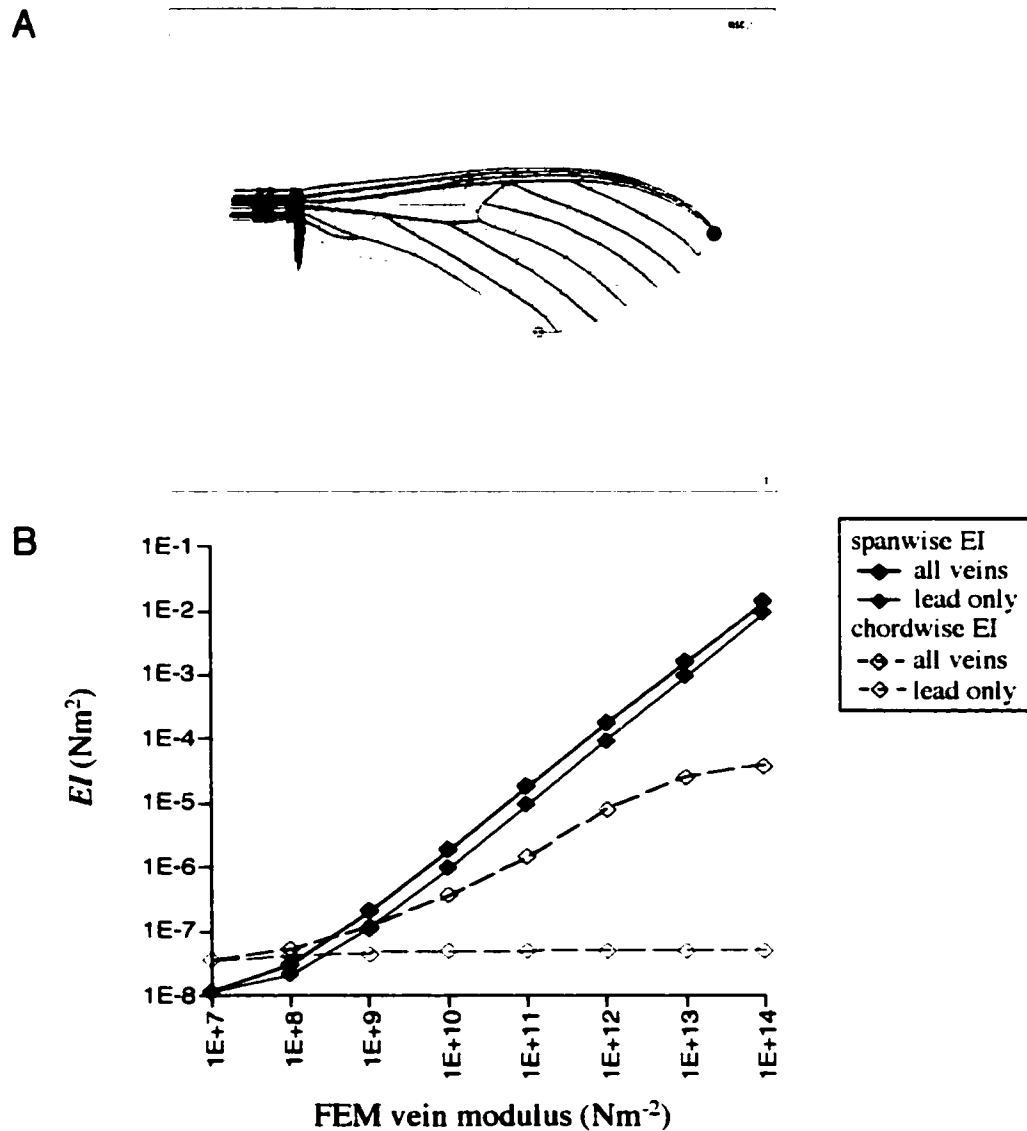 A
1
B
spanwise EI
all veins
lead only
chordwise EI
all veins
lead only
1E-1
1E-2
1E-3
1E-4
1E-5
1E-6
1E-7
1E-8
EI (Nm²)
1E+7
1E+8
1E+9
1E+10
1E+11
1E+12
1E+13
1E+14
FEM vein modulus (Nm⁻²)